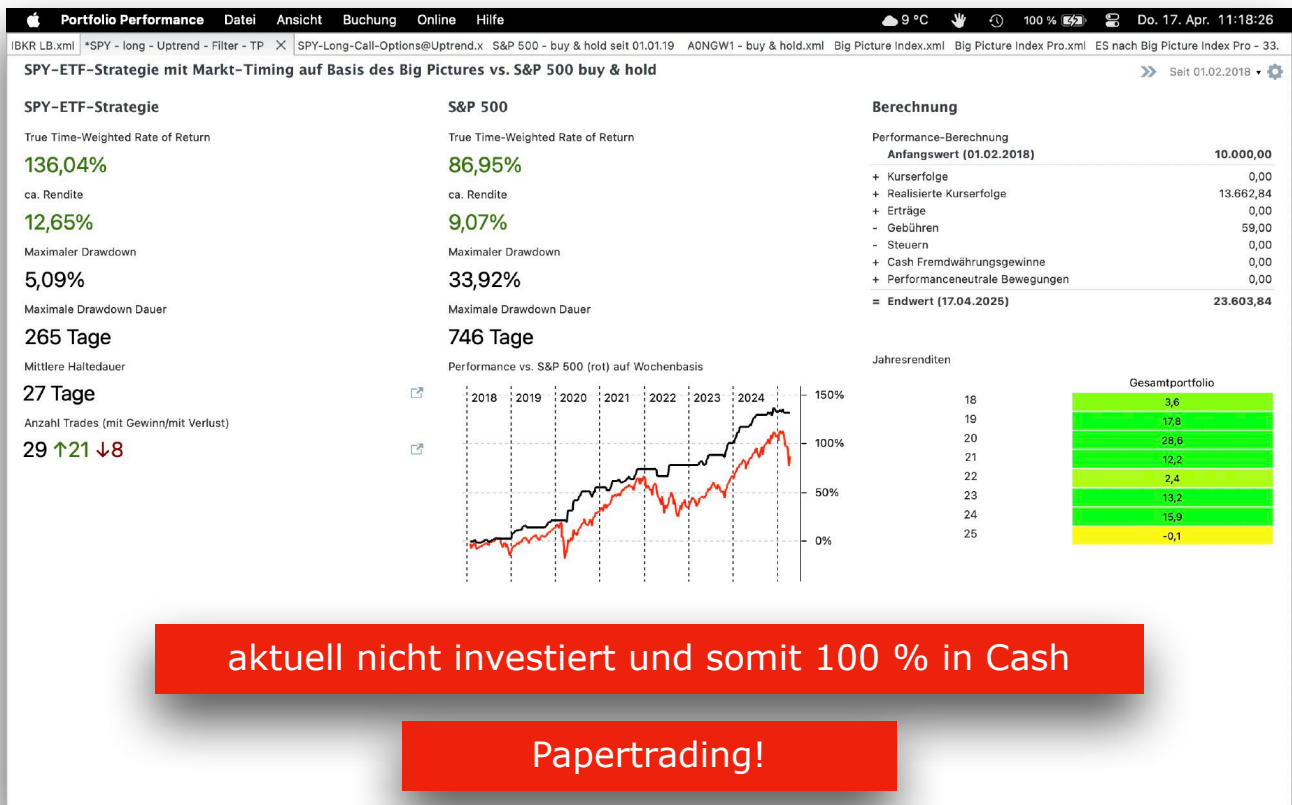 Portfolio Performance Datei Ansicht Buchung Online Hilfe 9 °C 100 % Do. 17. Apr. 11:18:26
IBKR LB.xml *SPY - long - Uptrend - Filter - TP SPY-Long-Call-Options@Uptrend.x S&P 500 - buy & hold seit 01.01.19 A0NGW1 - buy & hold.xml Big Picture Index.xml Big Picture Index Pro.xml ES nach Big Picture Index Pro - 33.
SPY-ETF-Strategie mit Markt-Timing auf Basis des Big Pictures vs. S&P 500 buy & hold
Seit 01.02.2018
SPY-ETF-Strategie
True Time-Weighted Rate of Return
136,04%
ca. Rendite
12,65%
Maximaler Drawdown
5,09%
Maximale Drawdown Dauer
265 Tage
Mittlere Haltedauer
27 Tage
Anzahl Trades (mit Gewinn/mit Verlust)
29 ↑21 ↓8
S&P 500
True Time-Weighted Rate of Return
86,95%
ca. Rendite
9,07%
Maximaler Drawdown
33,92%
Maximale Drawdown Dauer
746 Tage
Performance vs. S&P 500 (rot) auf Wochenbasis
2018 2019 2020 2021 2022 2023 2024
150%
100%
50%
0%
Berechnung
Performance-Berechnung
Anfangswert (01.02.2018) 10.000,00
+ Kurserfolge 0,00
+ Realisierte Kurserfolge 13.662,84
+ Erträge 0,00
- Gebühren 59,00
- Steuern 0,00
+ Cash Fremdwährungsgewinne 0,00
+ Performanceneutrale Bewegungen 0,00
= Endwert (17.04.2025) 23.603,84
Jahresrenditen
Gesamtportfolio
18 3,6
19 17,8
20 28,6
21 12,2
22 2,4
23 13,2
24 15,9
25 -0,1
aktuell nicht investiert und somit 100 % in Cash
Papertrading!